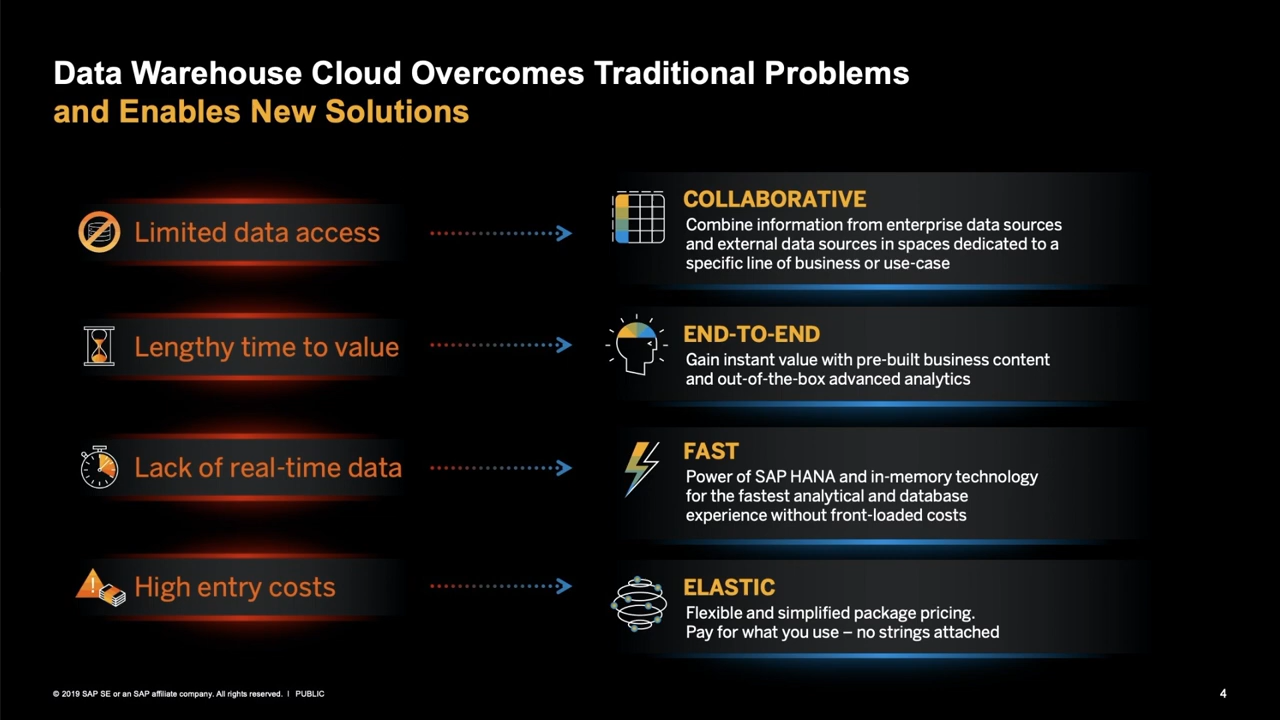 Data Warehouse Cloud Overcomes Traditional Problems
and Enables New Solutions
Limited data access
COLLABORATIVE
Combine information from enterprise data sources
and external data sources in spaces dedicated to a
specific line of business or use-case
Lengthy time to value
END-TO-END
Gain instant value with pre-built business content
and out-of-the-box advanced analytics
Lack of real-time data
FAST
Power of SAP HANA and in-memory technology
for the fastest analytical and database
experience without front-loaded costs
High entry costs
ELASTIC
Flexible and simplified package pricing.
Pay for what you use – no strings attached
© 2019 SAP SE or an SAP affiliate company. All rights reserved. | PUBLIC
4